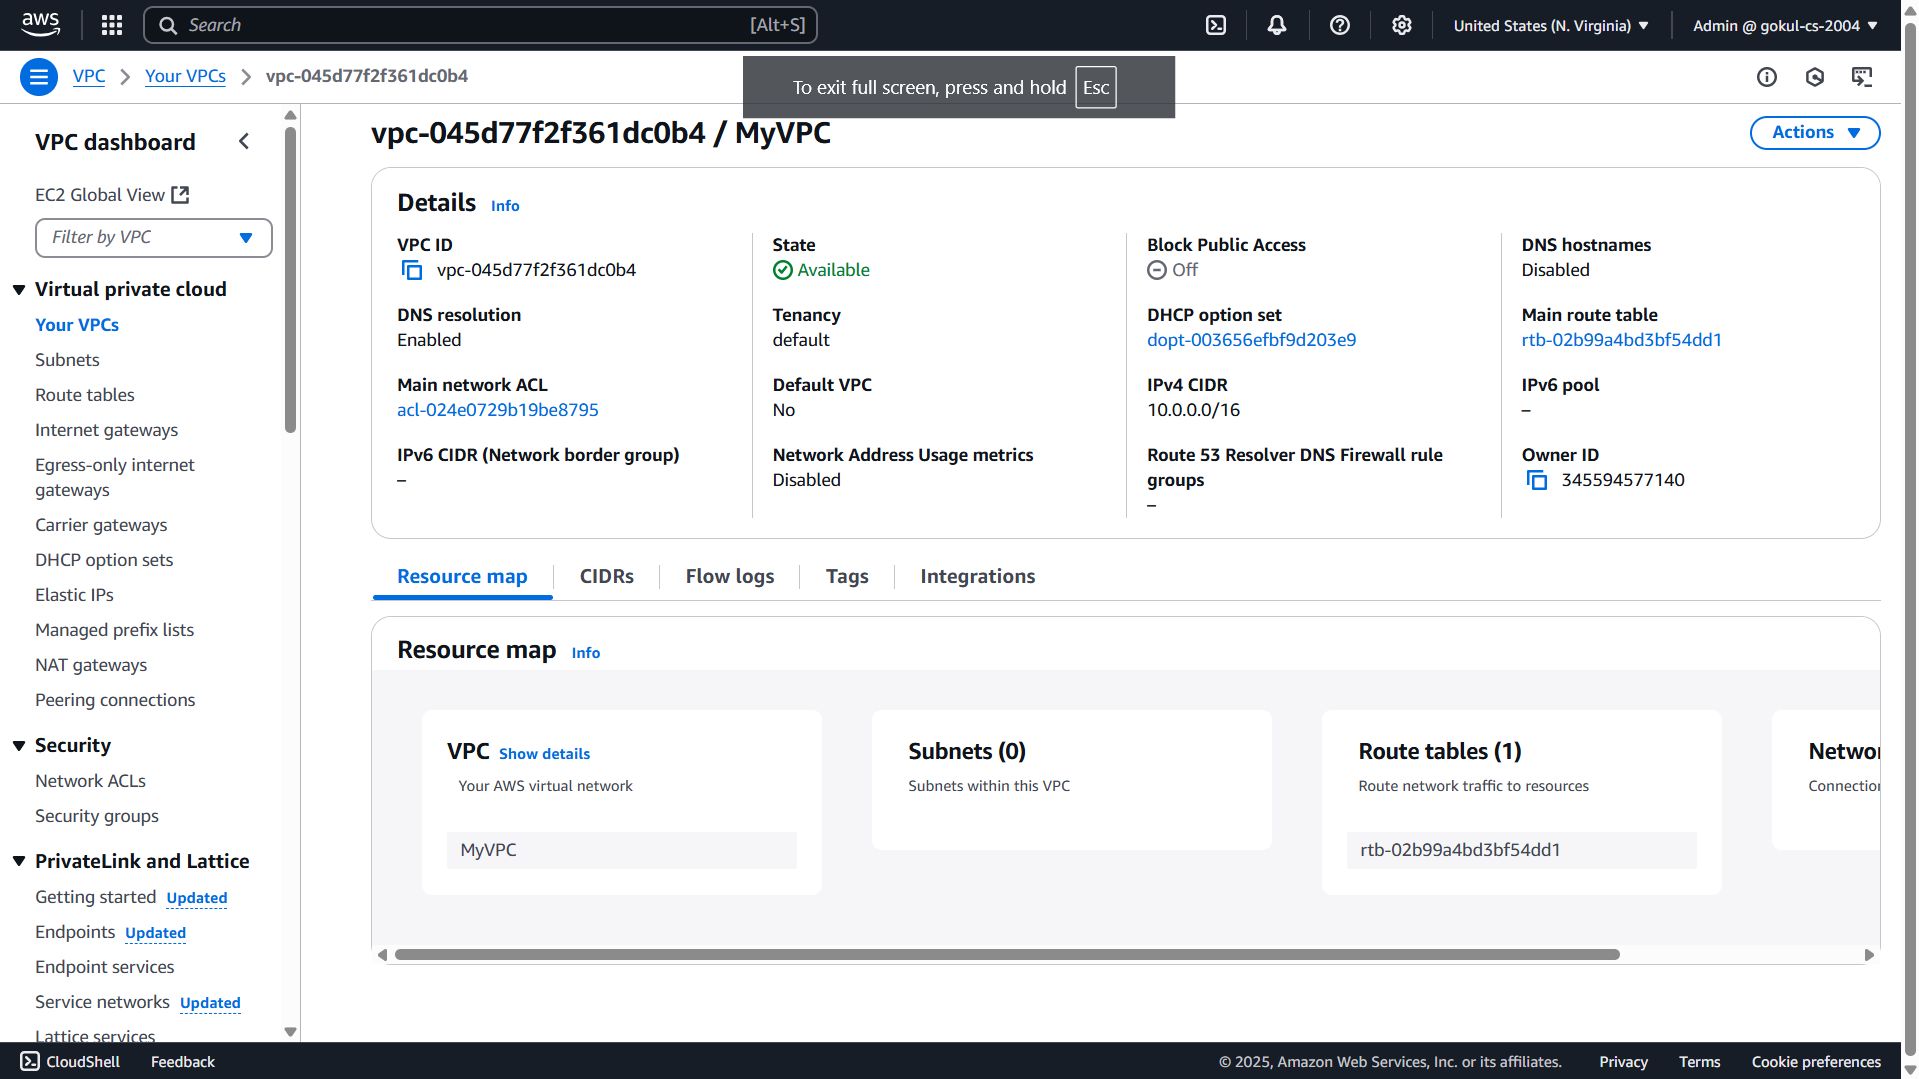 aws
Search [Alt+S]
United States (N. Virginia)
Admin @ gokul-cs-2004
VPC
Your VPCs
vpc-045d77f2f361dc0b4
To exit full screen, press and hold Esc
VPC dashboard
EC2 Global View
Filter by VPC
Virtual private cloud
Your VPCs
Subnets
Route tables
Internet gateways
Egress-only internet
gateways
Carrier gateways
DHCP option sets
Elastic IPs
Managed prefix lists
NAT gateways
Peering connections
Security
Network ACLs
Security groups
PrivateLink and Lattice
Getting started Updated
Endpoints Updated
Endpoint services
Service networks Updated
Lattice services
vpc-045d77f2f361dc0b4 / MyVPC
Actions
Details Info
VPC ID
vpc-045d77f2f361dc0b4
State
Available
Block Public Access
Off
DNS hostnames
Disabled
DNS resolution
Enabled
Tenancy
default
DHCP option set
dopt-003656efbf9d203e9
Main route table
rtb-02b99a4bd3bf54dd1
Main network ACL
acl-024e0729b19be8795
Default VPC
No
IPv4 CIDR
10.0.0.0/16
IPv6 pool
–
IPv6 CIDR (Network border group)
–
Network Address Usage metrics
Disabled
Route 53 Resolver DNS Firewall rule
groups
–
Owner ID
345594577140
Resource map
CIDRs
Flow logs
Tags
Integrations
Resource map Info
VPC Show details
Your AWS virtual network
MyVPC
Subnets (0)
Subnets within this VPC
Route tables (1)
Route network traffic to resources
rtb-02b99a4bd3bf54dd1
Networ
Connection
CloudShell
Feedback
© 2025, Amazon Web Services, Inc. or its affiliates.
Privacy
Terms
Cookie preferences